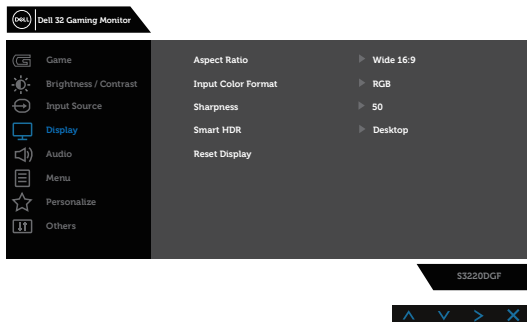 DELL Dell 32 Gaming Monitor
Game
Aspect Ratio Wide 16:9
Brightness / Contrast Input Color Format RGB
Input Source Sharpness 50
Display Smart HDR Desktop
Audio Reset Display
Menu
Personalize
Others
S3220DGF